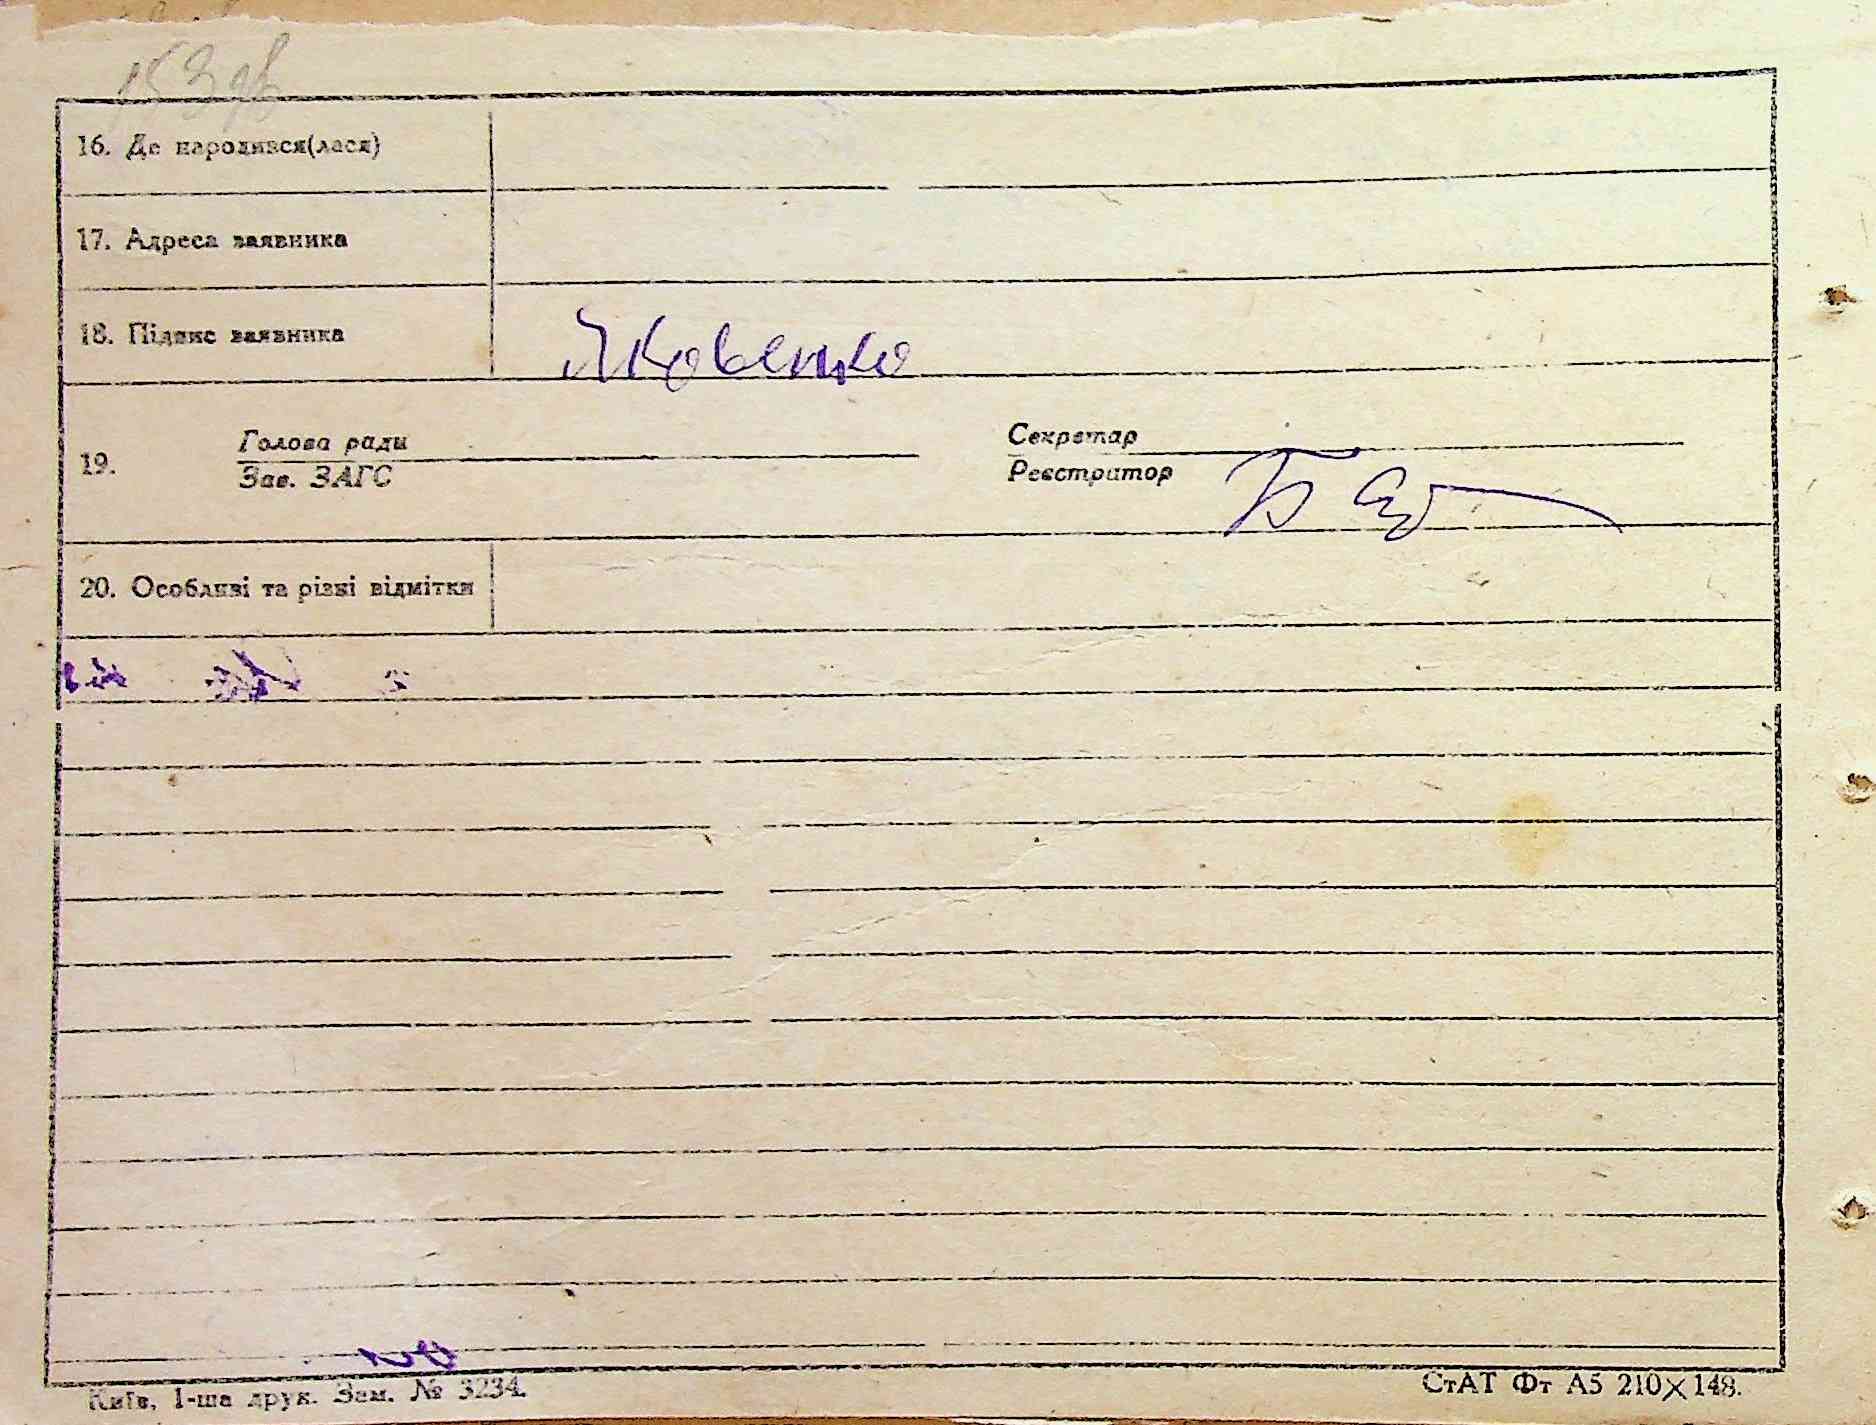 153
16. Де народився(лася)
17. Адреса заявника
18. Підпис заявника Яковенко
19. Голова ради Секретар
Зав. ЗАГС Реєстратор
20. Особливі та різні відмітки
Київ, 1-ша друк. Зам. № 3234.
СтАТ Фт А5 210×148.